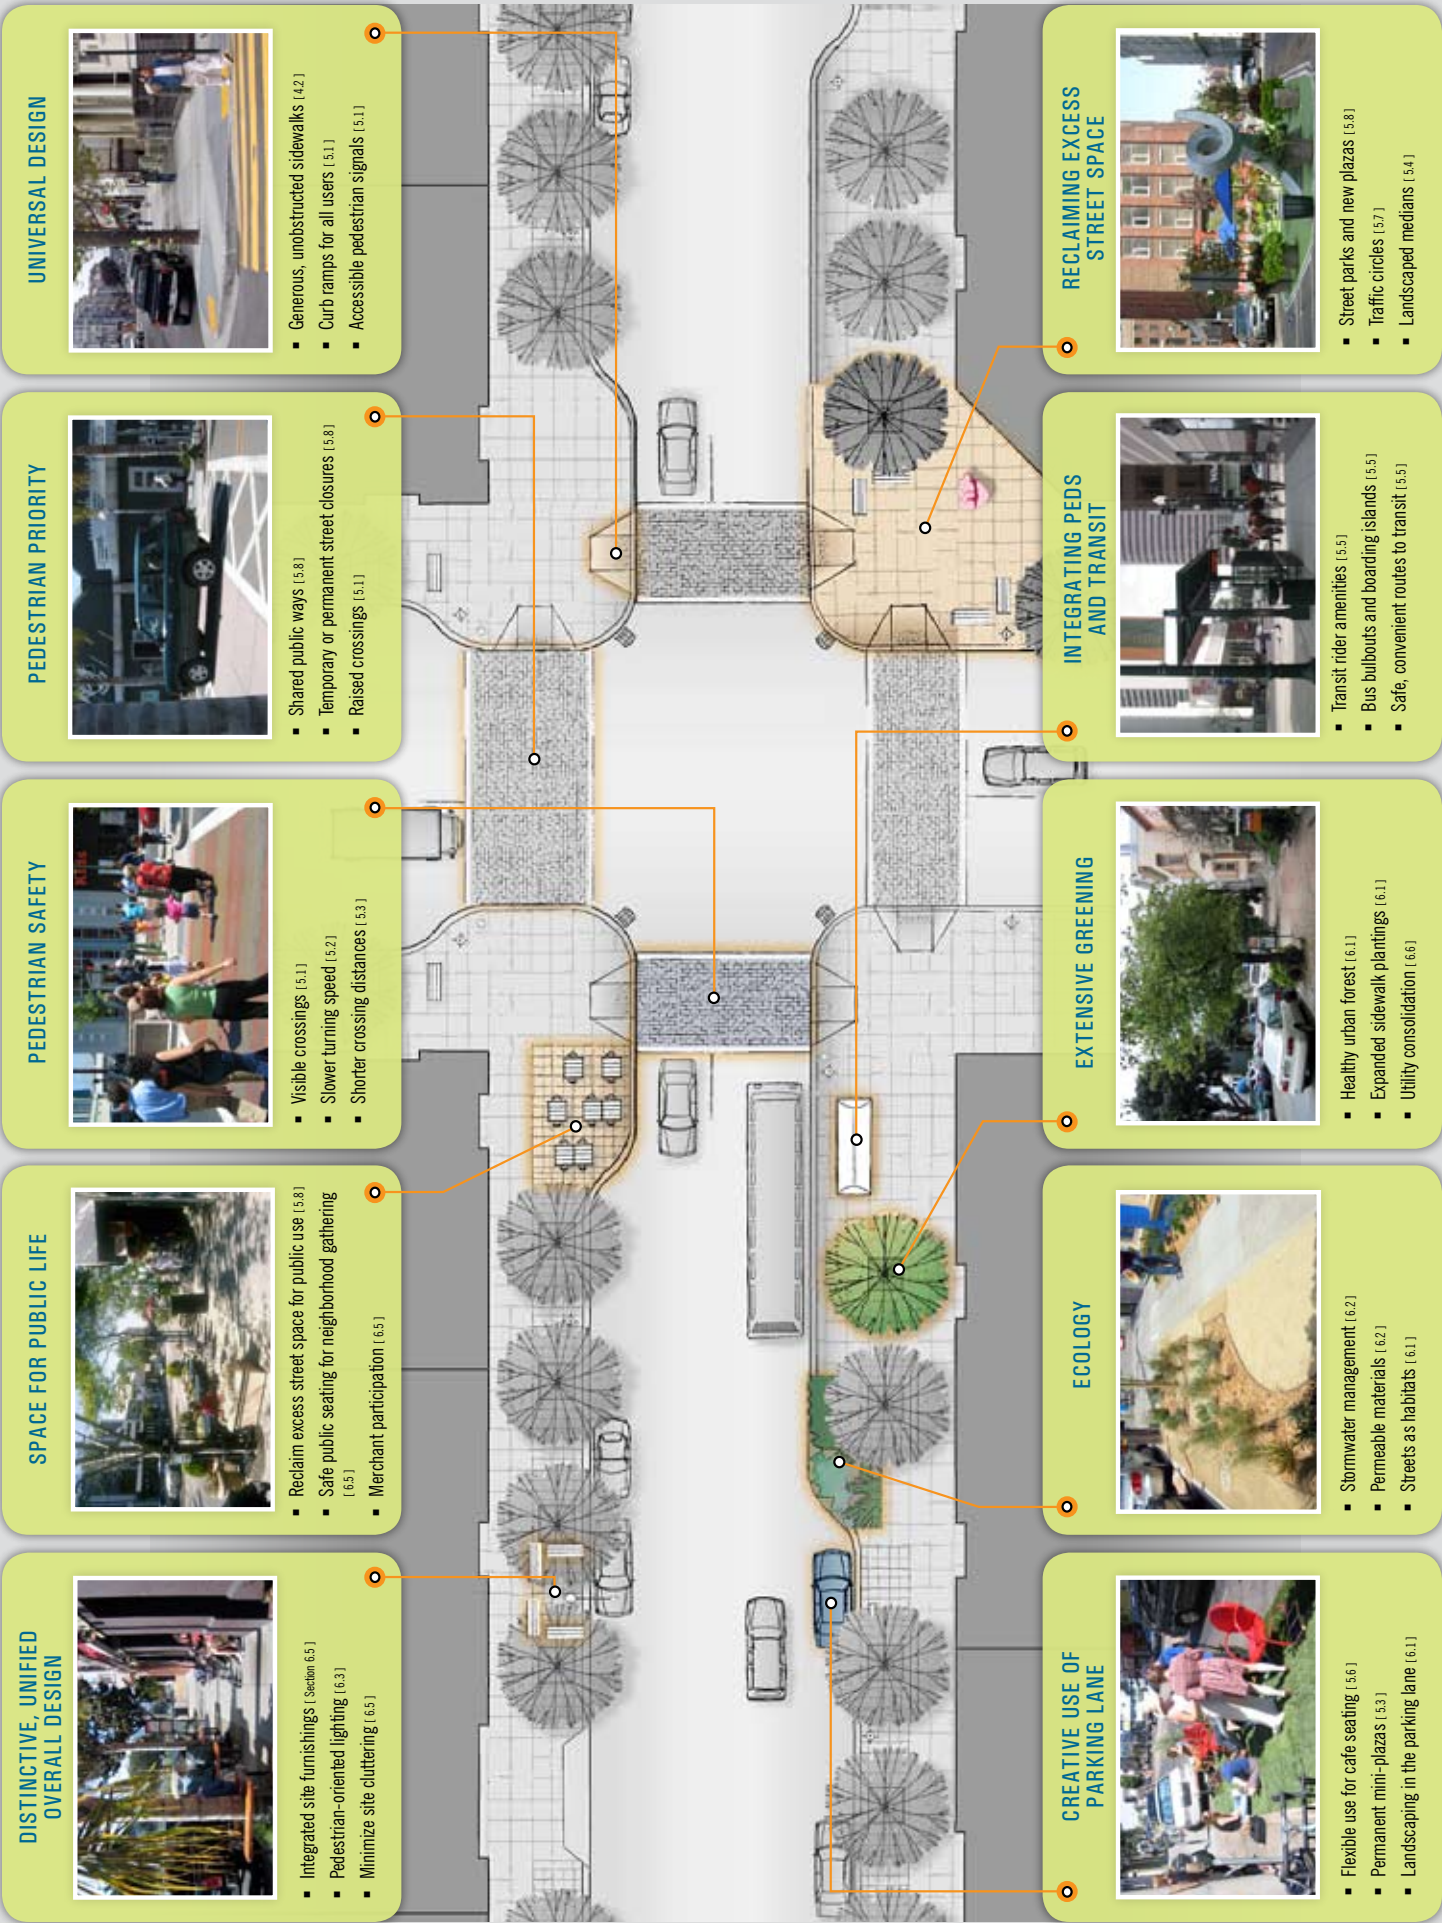 DISTINCTIVE, UNIFIED
OVERALL DESIGN
▪ Integrated site furnishings [ Section 6.5 ]
▪ Pedestrian-oriented lighting [ 6.3 ]
▪ Minimize site cluttering [ 6.5 ]
SPACE FOR PUBLIC LIFE
▪ Reclaim excess street space for public use [ 5.8 ]
▪ Safe public seating for neighborhood gathering
[ 6.5 ]
▪ Merchant participation [ 6.5 ]
PEDESTRIAN SAFETY
▪ Visible crossings [ 5.1 ]
▪ Slower turning speed [ 5.2 ]
▪ Shorter crossing distances [ 5.3 ]
PEDESTRIAN PRIORITY
▪ Shared public ways [ 5.8 ]
▪ Temporary or permanent street closures [ 5.8 ]
▪ Raised crossings [ 5.1 ]
UNIVERSAL DESIGN
▪ Generous, unobstructed sidewalks [ 4.2 ]
▪ Curb ramps for all users [ 5.1 ]
▪ Accessible pedestrian signals [ 5.1 ]
CREATIVE USE OF
PARKING LANE
▪ Flexible use for cafe seating [ 5.6 ]
▪ Permanent mini-plazas [ 5.3 ]
▪ Landscaping in the parking lane [ 6.1 ]
ECOLOGY
▪ Stormwater management [ 6.2 ]
▪ Permeable materials [ 6.2 ]
▪ Streets as habitats [ 6.1 ]
EXTENSIVE GREENING
▪ Healthy urban forest [ 6.1 ]
▪ Expanded sidewalk plantings [ 6.1 ]
▪ Utility consolidation [ 6.6 ]
INTEGRATING PEDS
AND TRANSIT
▪ Transit rider amenities [ 5.5 ]
▪ Bus bulbouts and boarding islands [ 5.5 ]
▪ Safe, convenient routes to transit [ 5.5 ]
RECLAIMING EXCESS
STREET SPACE
▪ Street parks and new plazas [ 5.8 ]
▪ Traffic circles [ 5.7 ]
▪ Landscaped medians [ 5.4 ]